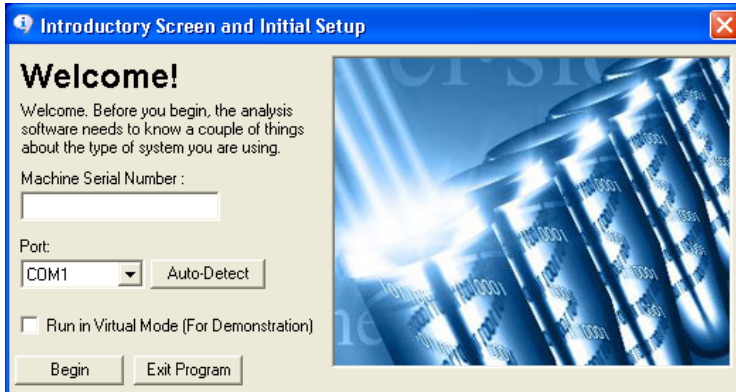 Introductory Screen and Initial Setup
Welcome!
Welcome. Before you begin, the analysis
software needs to know a couple of things
about the type of system you are using.
Machine Serial Number :
Port:
COM1
Auto-Detect
Run in Virtual Mode (For Demonstration)
Begin
Exit Program